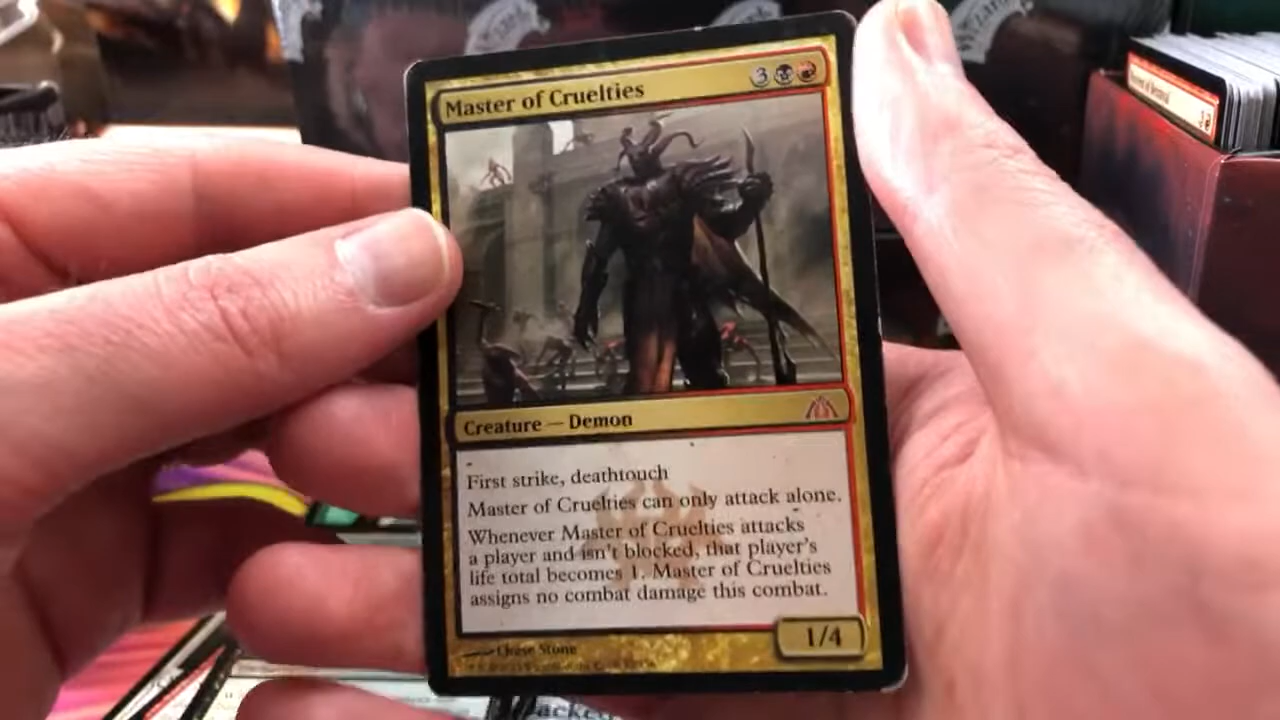 Master of Cruelties
3
Creature — Demon
First strike, deathtouch
Master of Cruelties can only attack alone.
Whenever Master of Cruelties attacks
a player and isn't blocked, that player's
life total becomes 1. Master of Cruelties
assigns no combat damage this combat.
1/4
Chase Stone